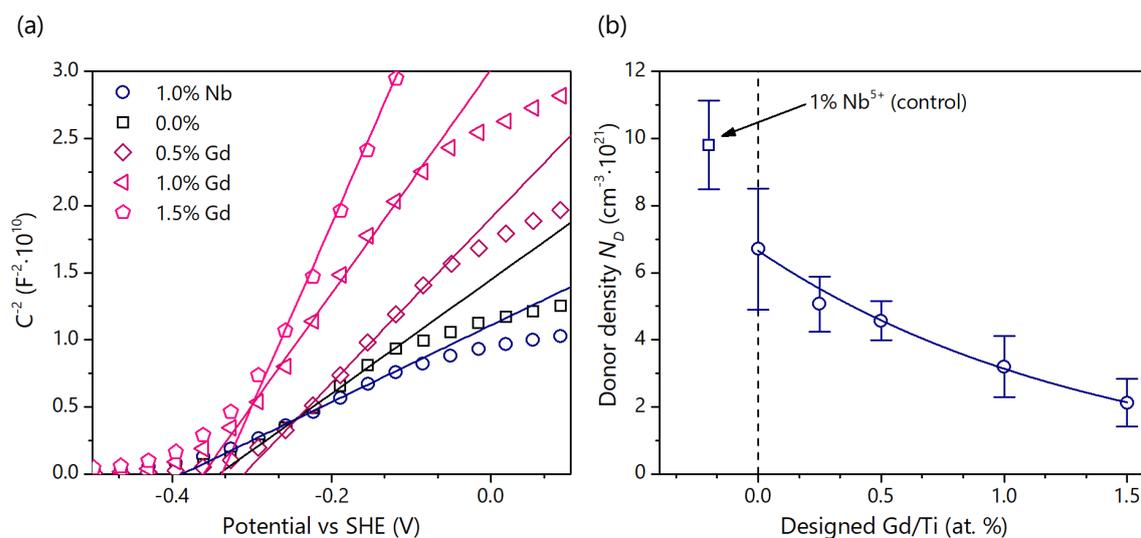 (a)
3.0
2.5
2.0
1.5
1.0
0.5
0.0
C⁻² (F⁻²·10¹⁰)
1.0% Nb
0.0%
0.5% Gd
1.0% Gd
1.5% Gd
-0.4
-0.2
0.0
Potential vs SHE (V)
(b)
12
10
8
6
4
2
0
Donor density N_D (cm⁻³·10²¹)
1% Nb⁵⁺ (control)
0.0
0.5
1.0
1.5
Designed Gd/Ti (at. %)